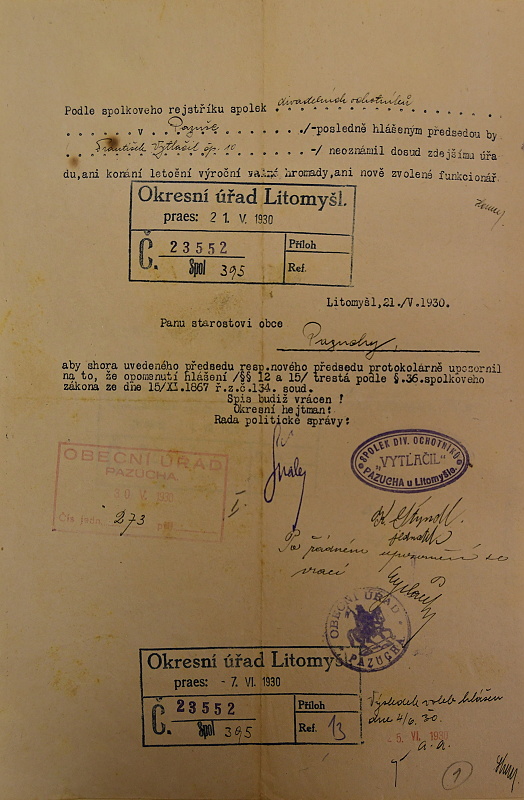 Podle spolkového rejstříku spolek divadelních ochotníků
v Pazuše ./-posledně hlášeným předsedou by
František Vytlačil čp. 10 -/ neoznámil dosud zdejšímu úřa
du,ani konání letošní výroční valné hromady,ani nově zvolené funkcionář
Okresní úřad Litomyšl.
praes: 21. V. 1930
Č. 23552
Spol 395
Příloh
Ref.
Litomyšl,21./V.1930.
Panu starostovi obce
Pazuchy,
aby shora uvedeného předsedu resp.nového předsedu protokolárně upozornil
na to, že opomenutí hlášení /§§ 12 a 15/ trestá podle §.36.spolkového
zákona ze dne 15/XI.1867 ř.z.č.134. soud.
Spis budiž vrácen !
Okresní hejtman:
Rada politické správy:
OBECNÍ ÚŘAD
PAZUCHA
30 V. 1930
Čís. jedn. 273
I.
SPOLEK DIV. OCHOTNÍKŮ
"VYTLAČIL"
PAZUCHA u Litomyšle.
jednatel
Po řádném upozornění se
vrací
OBECNÍ ÚŘAD
PAZUCHA
Okresní úřad Litomyšl
praes: -7. VI. 1930
Č. 23552
Spol 395
Příloh
Ref. 13
Výsledek voleb hlášen
dne 4/6. 30.
5. VI. 1930
a. a.
1